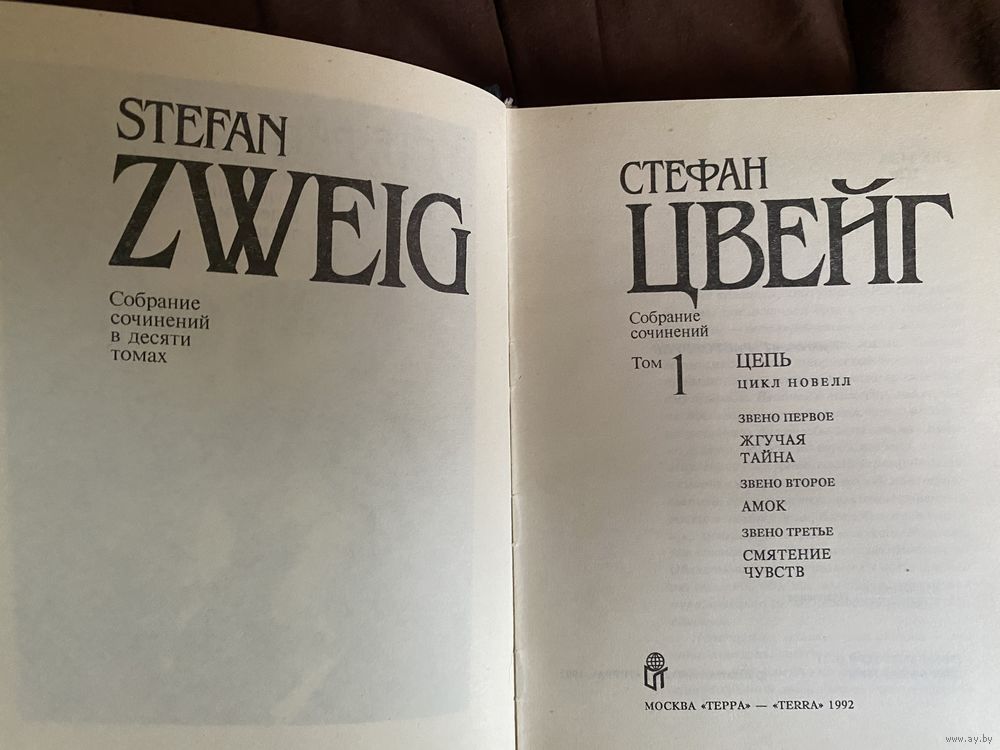 STEFAN
ZWEIG
Собрание
сочинений
в десяти
томах
СТЕФАН
ЦВЕЙГ
Собрание
сочинений
Том 1
ЦЕПЬ
ЦИКЛ НОВЕЛЛ
ЗВЕНО ПЕРВОЕ
ЖГУЧАЯ
ТАЙНА
ЗВЕНО ВТОРОЕ
АМОК
ЗВЕНО ТРЕТЬЕ
СМЯТЕНИЕ
ЧУВСТВ
МОСКВА «ТЕРРА» — «TERRA» 1992
www.ay.by